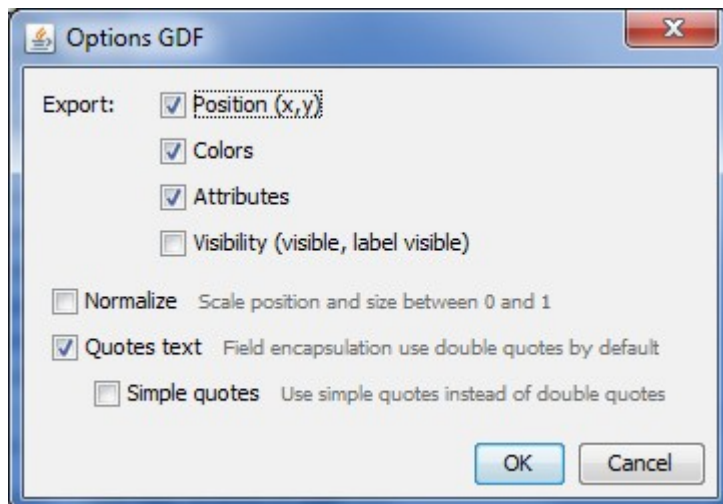 Options GDF
Export: Position (x,y)
Colors
Attributes
Visibility (visible, label visible)
Normalize Scale position and size between 0 and 1
Quotes text Field encapsulation use double quotes by default
Simple quotes Use simple quotes instead of double quotes
OK Cancel